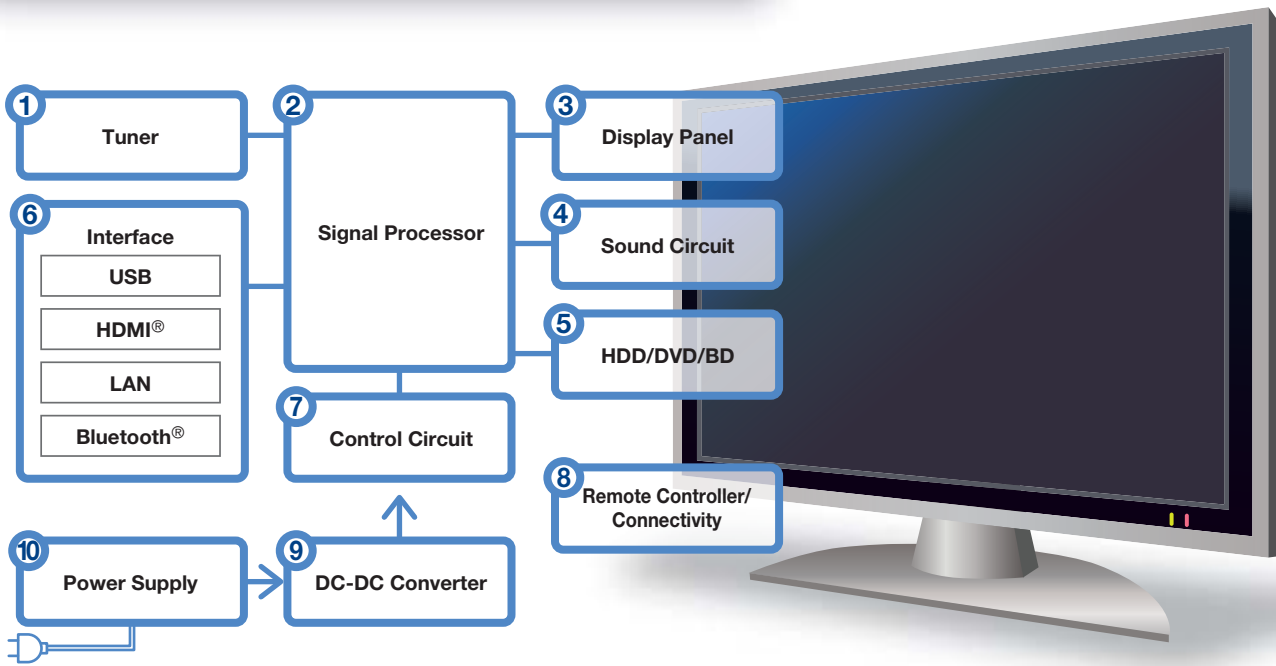 1
Tuner
2
Signal Processor
3
Display Panel
4
Sound Circuit
5
HDD/DVD/BD
6
Interface
USB
HDMI®
LAN
Bluetooth®
7
Control Circuit
8
Remote Controller/
Connectivity
9
DC-DC Converter
10
Power Supply